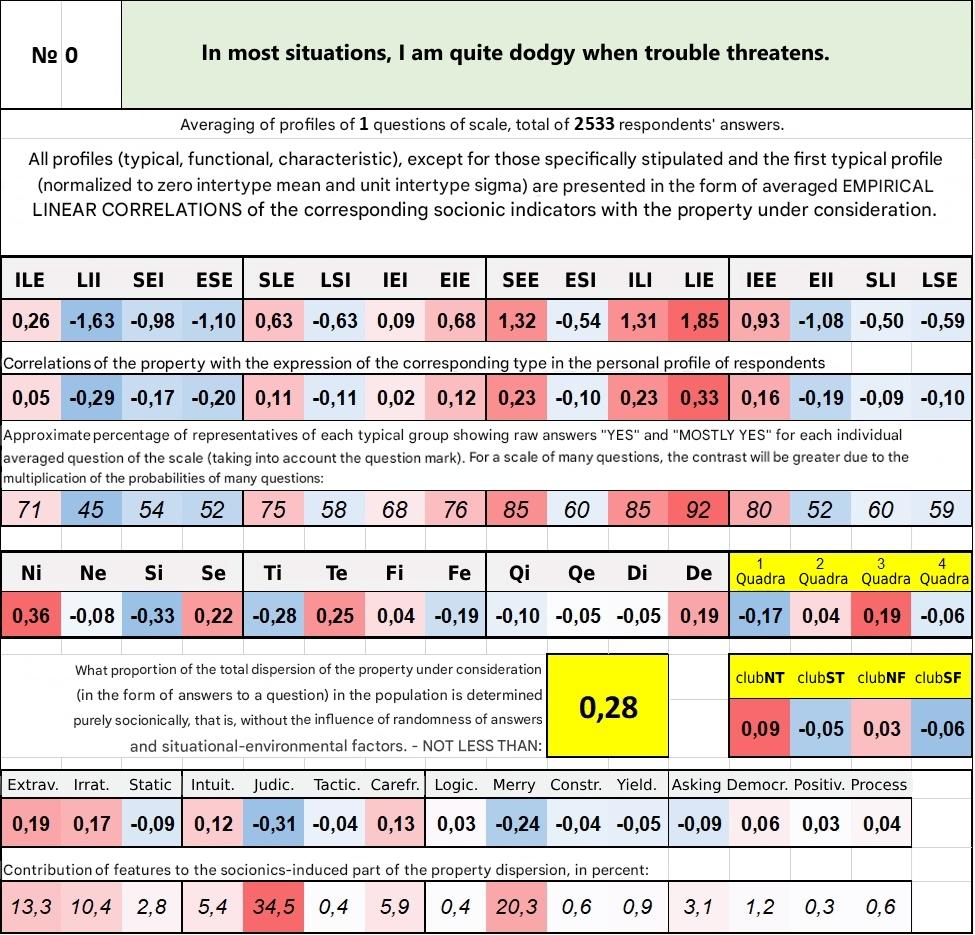 № 0
In most situations, I am quite dodgy when trouble threatens.
Averaging of profiles of 1 questions of scale, total of 2533 respondents' answers.
All profiles (typical, functional, characteristic), except for those specifically stipulated and the first typical profile
(normalized to zero intertype mean and unit intertype sigma) are presented in the form of averaged EMPIRICAL
LINEAR CORRELATIONS of the corresponding socionic indicators with the property under consideration.
ILE LII SEI ESE SLE LSI IEI EIE SEE ESI ILI LIE IEE EII SLI LSE
0,26 -1,63 -0,98 -1,10 0,63 -0,63 0,09 0,68 1,32 -0,54 1,31 1,85 0,93 -1,08 -0,50 -0,59
Correlations of the property with the expression of the corresponding type in the personal profile of respondents
0,05 -0,29 -0,17 -0,20 0,11 -0,11 0,02 0,12 0,23 -0,10 0,23 0,33 0,16 -0,19 -0,09 -0,10
Approximate percentage of representatives of each typical group showing raw answers "YES" and "MOSTLY YES" for each individual
averaged question of the scale (taking into account the question mark). For a scale of many questions, the contrast will be greater due to the
multiplication of the probabilities of many questions:
71 45 54 52 75 58 68 76 85 60 85 92 80 52 60 59
Ni Ne Si Se Ti Te Fi Fe Qi Qe Di De 1 Quadra 2 Quadra 3 Quadra 4 Quadra
0,36 -0,08 -0,33 0,22 -0,28 0,25 0,04 -0,19 -0,10 -0,05 -0,05 0,19 -0,17 0,04 0,19 -0,06
What proportion of the total dispersion of the property under consideration
(in the form of answers to a question) in the population is determined
purely socionically, that is, without the influence of randomness of answers
and situational-environmental factors. - NOT LESS THAN:
0,28
clubNT clubST clubNF clubSF
0,09 -0,05 0,03 -0,06
Extrav. Irrat. Static Intuit. Judic. Tactic. Carefr. Logic. Merry Constr. Yield. Asking Democr. Positiv. Process
0,19 0,17 -0,09 0,12 -0,31 -0,04 0,13 0,03 -0,24 -0,04 -0,05 -0,09 0,06 0,03 0,04
Contribution of features to the socionics-induced part of the property dispersion, in percent:
13,3 10,4 2,8 5,4 34,5 0,4 5,9 0,4 20,3 0,6 0,9 3,1 1,2 0,3 0,6